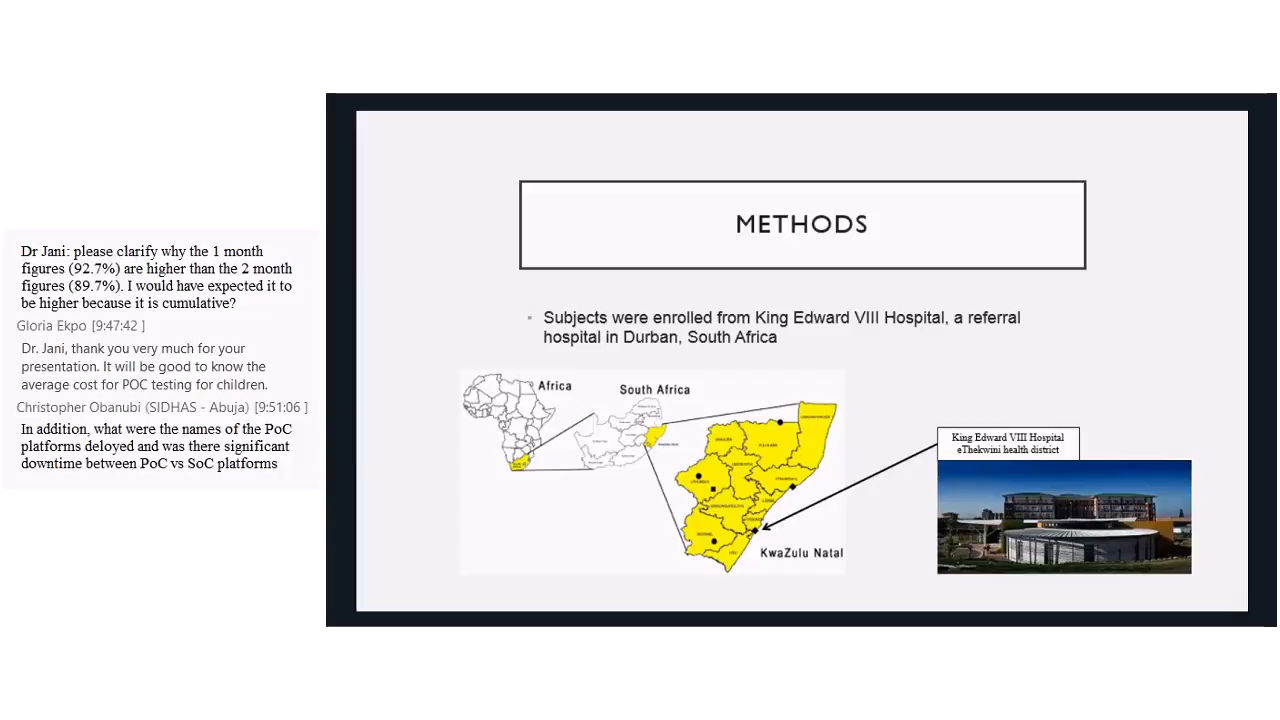 Dr Jani: please clarify why the 1 month
figures (92.7%) are higher than the 2 month
figures (89.7%). I would have expected it to
be higher because it is cumulative?
Gloria Ekpo [9:47:42 ]
Dr. Jani, thank you very much for your
presentation. It will be good to know the
average cost for POC testing for children.
Christopher Obanubi (SIDHAS - Abuja) [9:51:06 ]
In addition, what were the names of the PoC
platforms deloyed and was there significant
downtime between PoC vs SoC platforms
METHODS
Subjects were enrolled from King Edward VIII Hospital, a referral
hospital in Durban, South Africa
Africa
South Africa
KwaZulu Natal
King Edward VIII Hospital
eThekwini health district